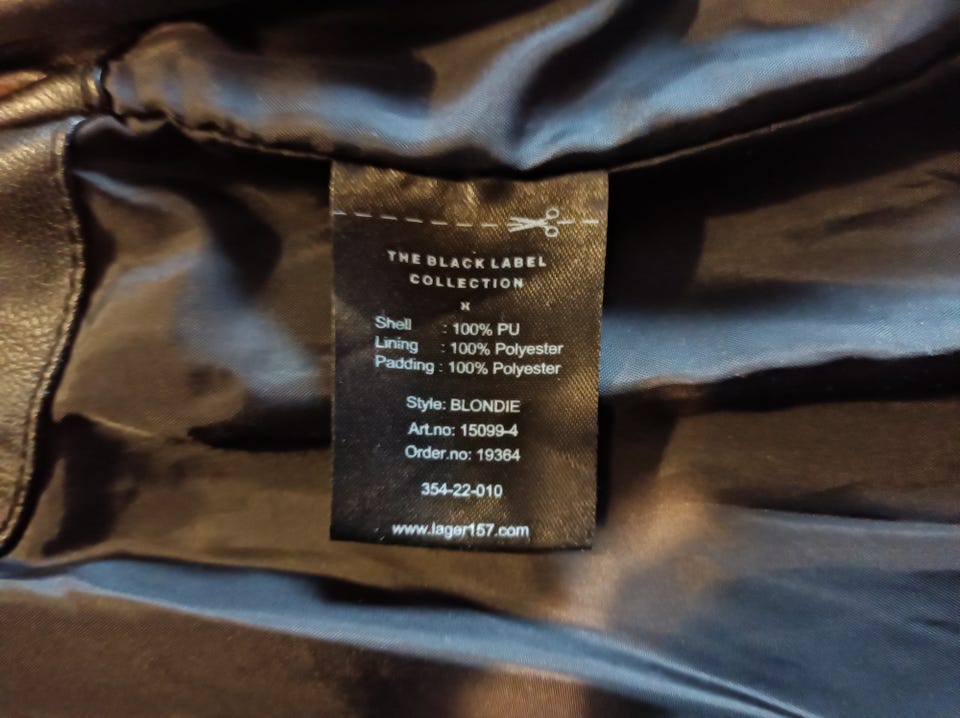 THE BLACK LABEL
COLLECTION
Shell : 100% PU
Lining : 100% Polyester
Padding : 100% Polyester
Style: BLONDIE
Art.no: 15099-4
Order.no: 19364
354-22-010
www.lager157.com